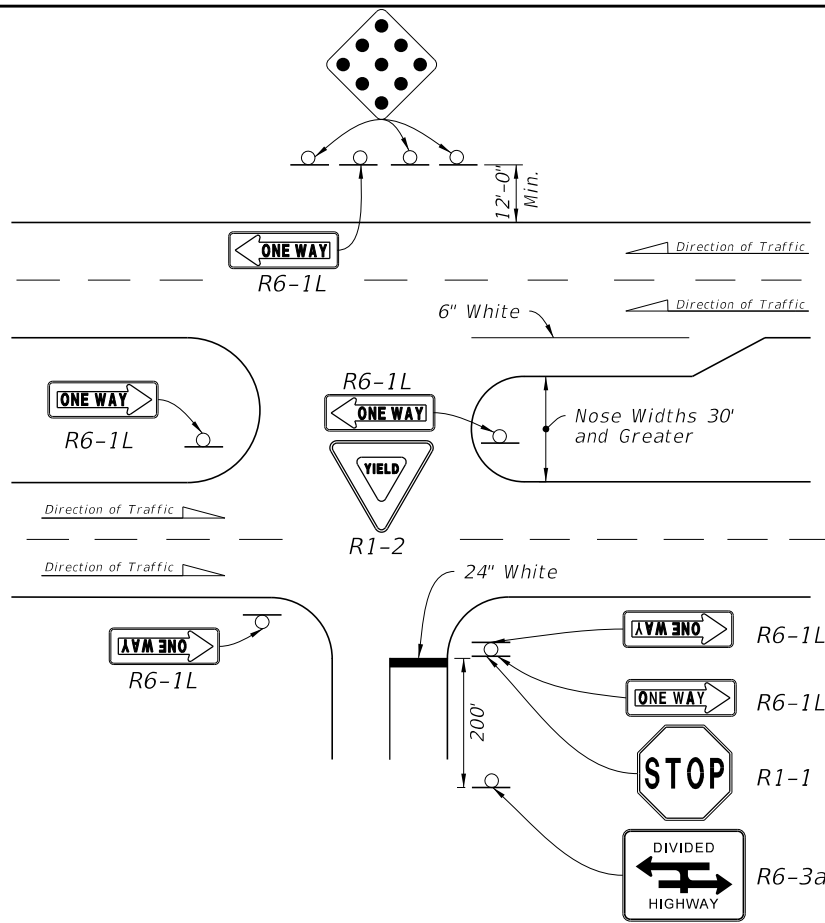 12'-0"
Min.
ONE WAY
R6-1L
Direction of Traffic
Direction of Traffic
6" White
ONE WAY
R6-1L
R6-1L
ONE WAY
YIELD
R1-2
Nose Widths 30'
and Greater
Direction of Traffic
Direction of Traffic
24" White
ONE WAY
R6-1L
200'
ONE WAY
R6-1L
ONE WAY
R6-1L
STOP
R1-1
DIVIDED
HIGHWAY
R6-3a